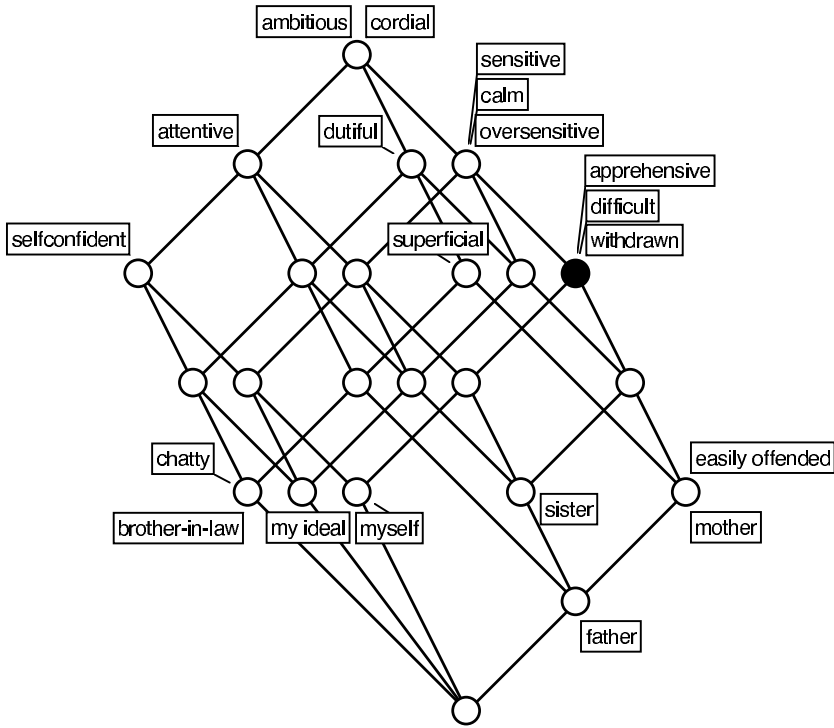 ambitious
cordial
sensitive
calm
oversensitive
attentive
dutiful
apprehensive
difficult
withdrawn
selfconfident
superficial
chatty
easily offended
brother-in-law
my ideal
myself
sister
mother
father